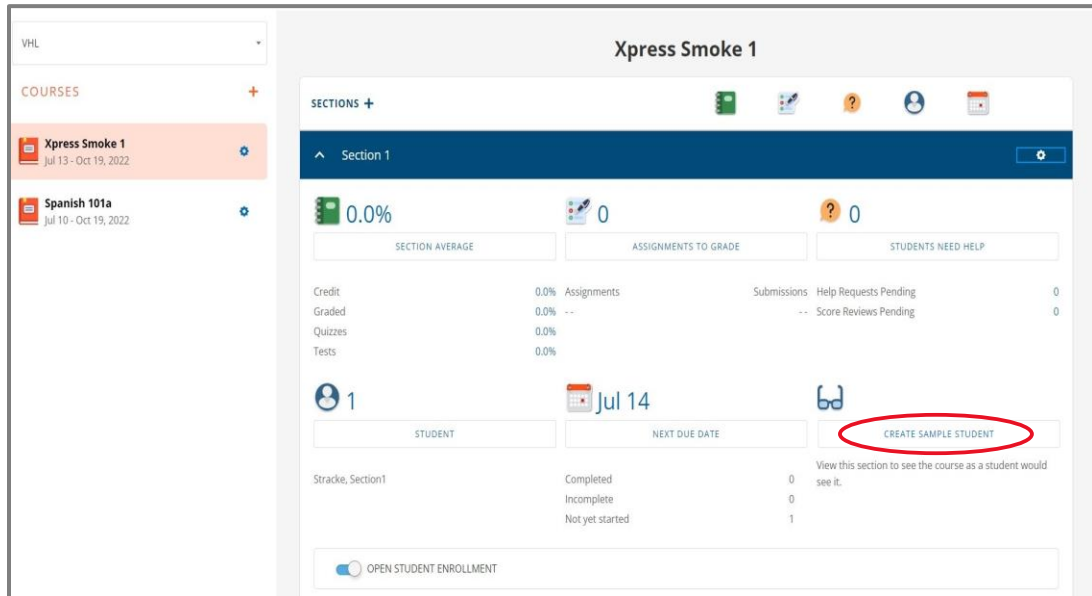 VHL
COURSES +
Xpress Smoke 1
Jul 13 - Oct 19, 2022
Spanish 101a
Jul 10 - Oct 19, 2022
Xpress Smoke 1
SECTIONS +
Section 1
0.0%
SECTION AVERAGE
Credit 0.0%
Graded 0.0%
Quizzes 0.0%
Tests 0.0%
0
ASSIGNMENTS TO GRADE
Assignments Submissions
-- --
? 0
STUDENTS NEED HELP
Help Requests Pending 0
Score Reviews Pending 0
1
STUDENT
Stracke, Section1
Jul 14
NEXT DUE DATE
Completed 0
Incomplete 0
Not yet started 1
CREATE SAMPLE STUDENT
View this section to see the course as a student would
see it.
OPEN STUDENT ENROLLMENT